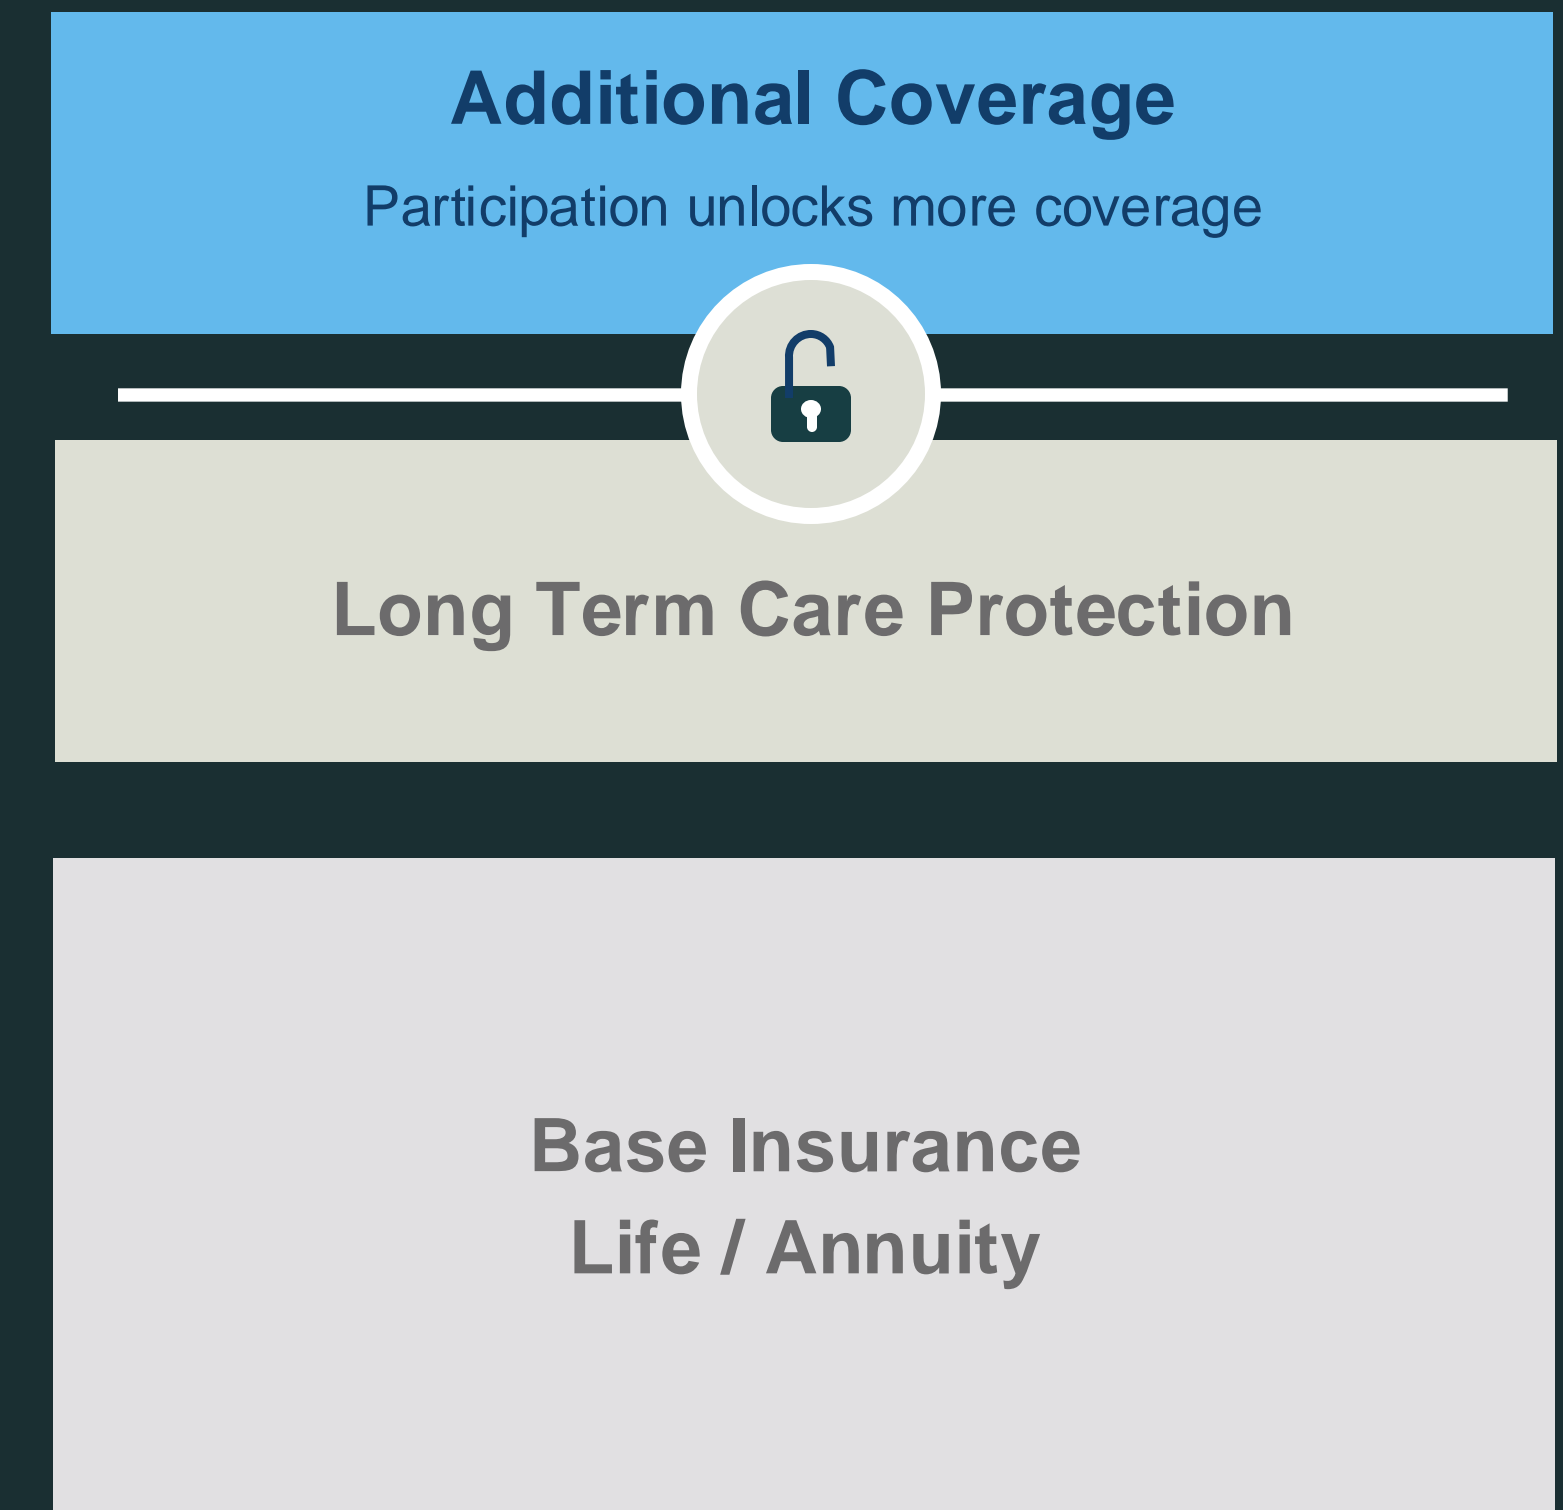 Additional Coverage
Participation unlocks more coverage
Long Term Care Protection
Base Insurance
Life / Annuity